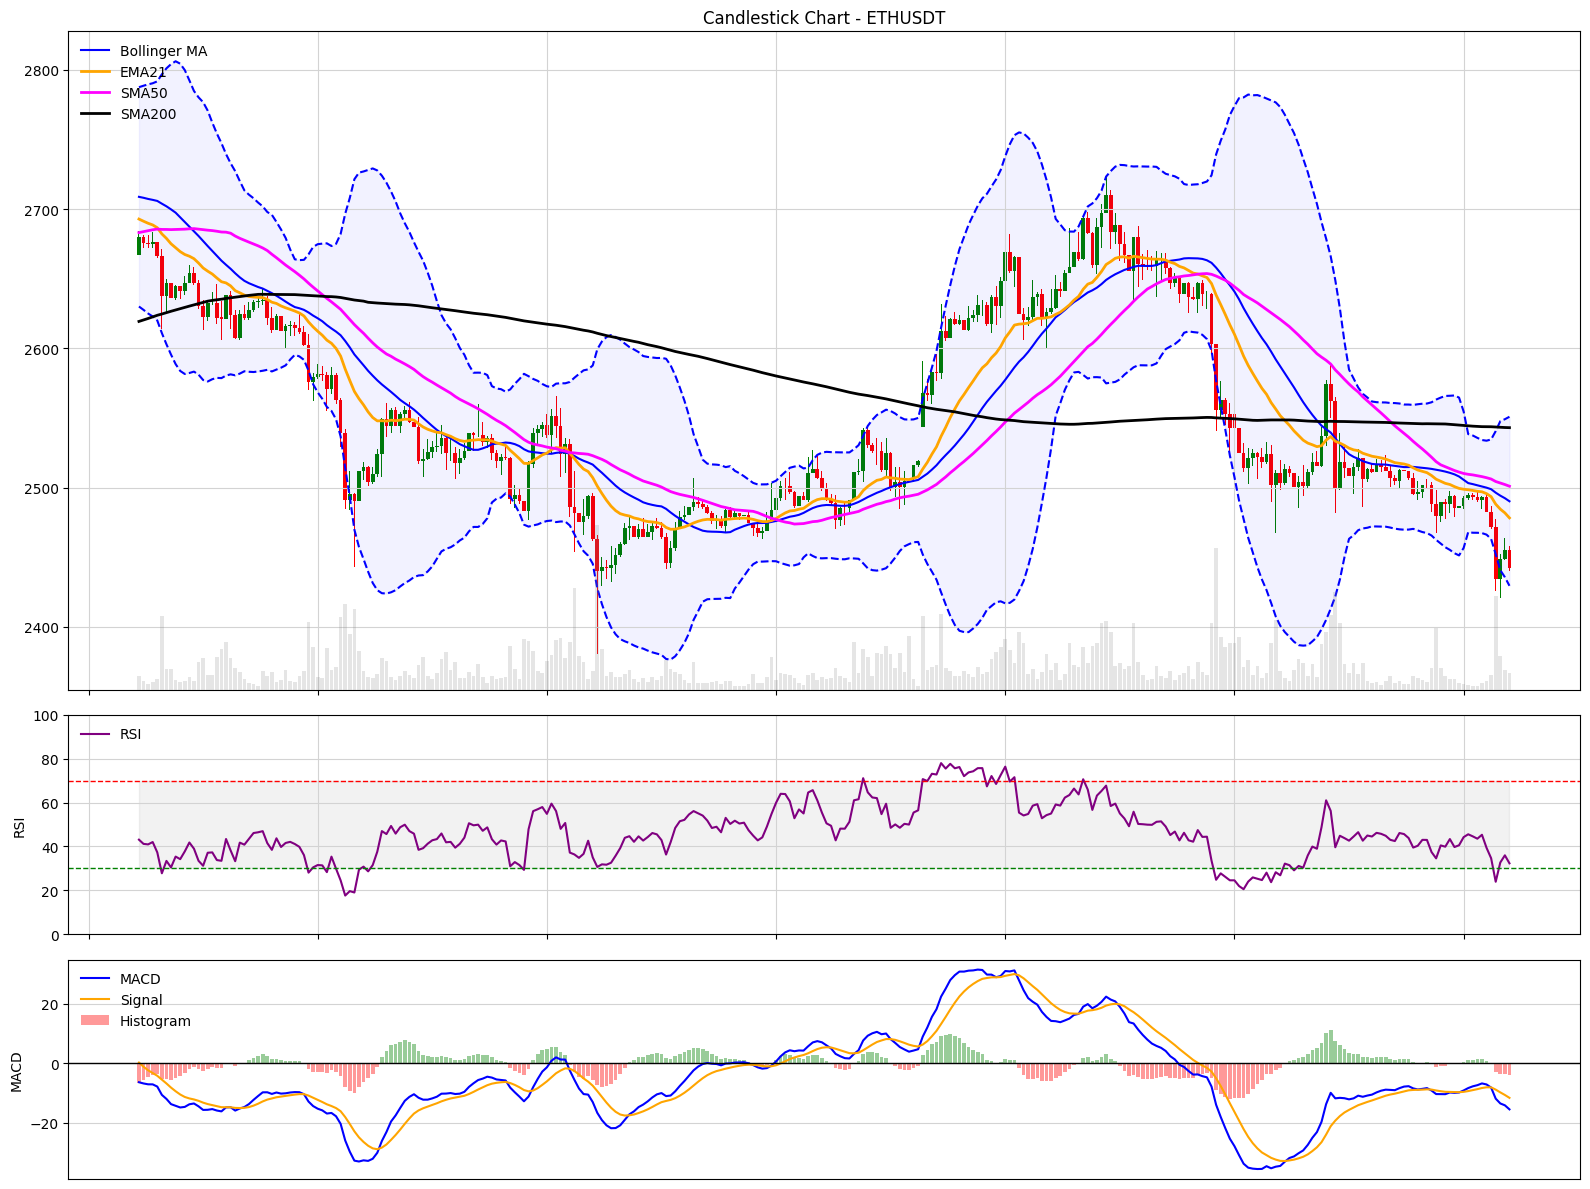 Candlestick Chart - ETHUSDT
Bollinger MA
EMA21
SMA50
SMA200
2800
2700
2600
2500
2400
RSI
100
80
60
40
20
0
RSI
MACD
Signal
Histogram
20
0
−20
MACD